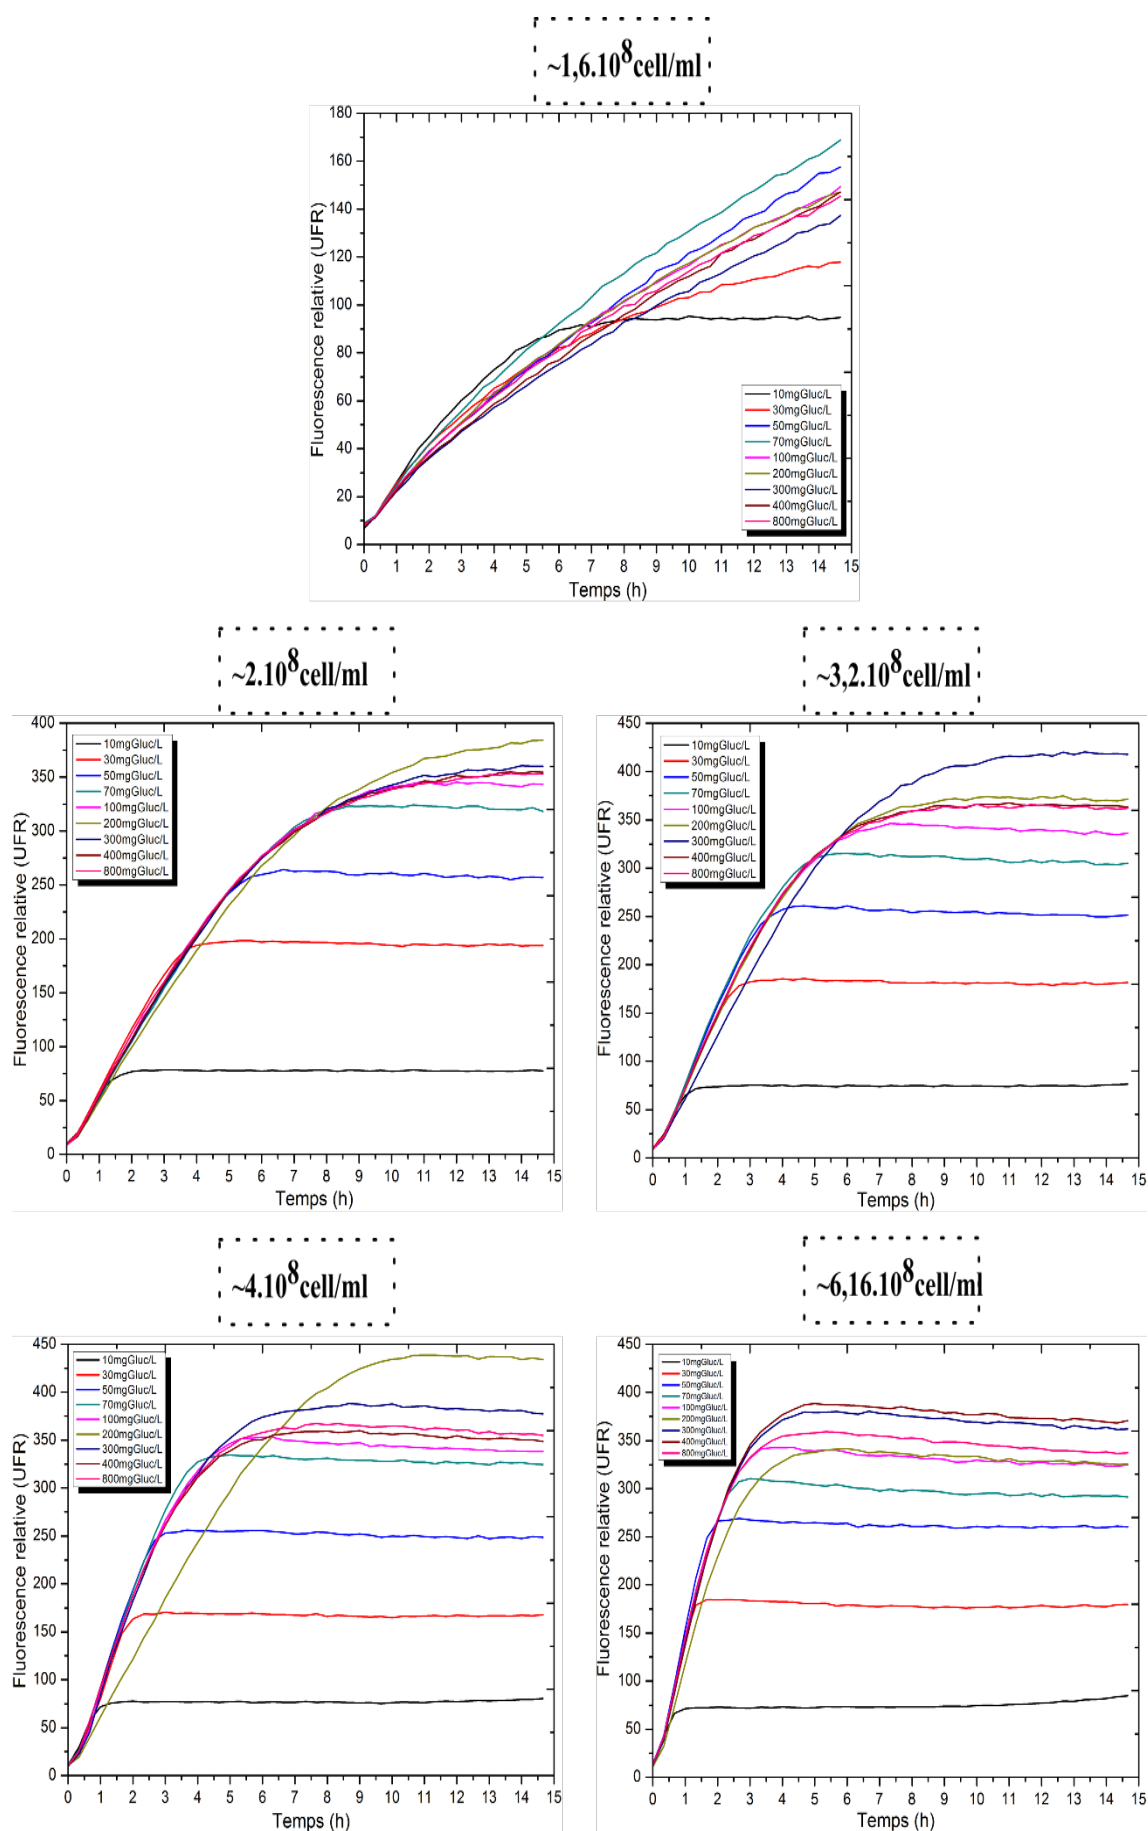 ~1,6.10⁸cell/ml
Fluorescence relative (UFR)
180
160
140
120
100
80
60
40
20
0
10mgGluc/L
30mgGluc/L
50mgGluc/L
70mgGluc/L
100mgGluc/L
200mgGluc/L
300mgGluc/L
400mgGluc/L
800mgGluc/L
0 1 2 3 4 5 6 7 8 9 10 11 12 13 14 15
Temps (h)
~2.10⁸cell/ml
Fluorescence relative (UFR)
400
350
300
250
200
150
100
50
0
10mgGluc/L
30mgGluc/L
50mgGluc/L
70mgGluc/L
100mgGluc/L
200mgGluc/L
300mgGluc/L
400mgGluc/L
800mgGluc/L
0 1 2 3 4 5 6 7 8 9 10 11 12 13 14 15
Temps (h)
~3,2.10⁸cell/ml
Fluorescence relative (UFR)
450
400
350
300
250
200
150
100
50
0
10mgGluc/L
30mgGluc/L
50mgGluc/L
70mgGluc/L
100mgGluc/L
200mgGluc/L
300mgGluc/L
400mgGluc/L
800mgGluc/L
0 1 2 3 4 5 6 7 8 9 10 11 12 13 14 15
Temps (h)
~4.10⁸cell/ml
Fluorescence relative (UFR)
450
400
350
300
250
200
150
100
50
0
10mgGluc/L
30mgGluc/L
50mgGluc/L
70mgGluc/L
100mgGluc/L
200mgGluc/L
300mgGluc/L
400mgGluc/L
800mgGluc/L
0 1 2 3 4 5 6 7 8 9 10 11 12 13 14 15
Temps (h)
~6,16.10⁸cell/ml
Fluorescence relative (UFR)
450
400
350
300
250
200
150
100
50
0
10mgGluc/L
30mgGluc/L
50mgGluc/L
70mgGluc/L
100mgGluc/L
200mgGluc/L
300mgGluc/L
400mgGluc/L
800mgGluc/L
0 1 2 3 4 5 6 7 8 9 10 11 12 13 14 15
Temps (h)